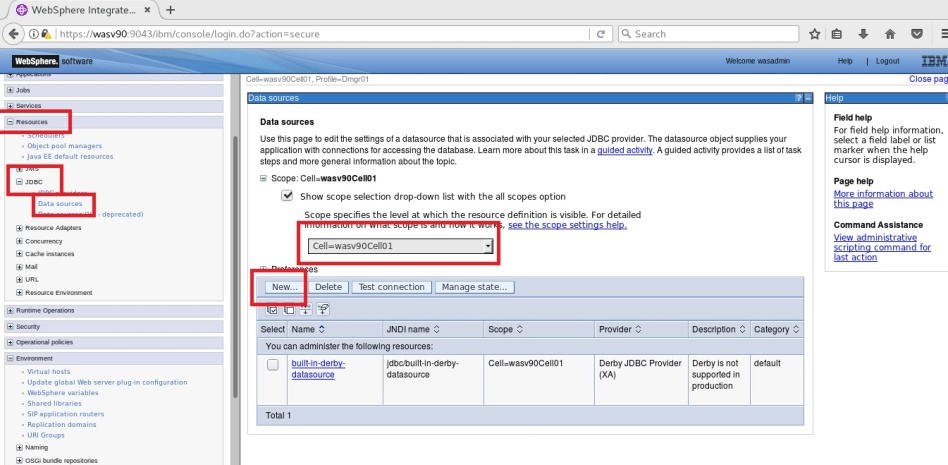 WebSphere Integrate...
https://wasv90:9043/ibm/console/login.do?action=secure
Search
WebSphere. software
Welcome wasadmin
Help | Logout
IBM
Applications
Jobs
Services
Resources
Schedulers
Object pool managers
Java EE default resources
JMS
JDBC
JDBC providers
Data sources
- deprecated)
Resource Adapters
Concurrency
Cache instances
Mail
URL
Resource Environment
Runtime Operations
Security
Operational policies
Environment
Virtual hosts
Update global Web server plug-in configuration
WebSphere variables
Shared libraries
SIP application routers
Replication domains
URI Groups
Naming
OSGi bundle repositories
Cell=wasv90Cell01, Profile=Dmgr01
Close pag
Data sources
Data sources
Use this page to edit the settings of a datasource that is associated with your selected JDBC provider. The datasource object supplies your
application with connections for accessing the database. Learn more about this task in a guided activity. A guided activity provides a list of task
steps and more general information about the topic.
Scope: Cell=wasv90Cell01
Show scope selection drop-down list with the all scopes option
Scope specifies the level at which the resource definition is visible. For detailed
information on what scope is and how it works, see the scope settings help.
Cell=wasv90Cell01
Preferences
New... Delete Test connection Manage state...
Select Name JNDI name Scope Provider Description Category
You can administer the following resources:
built-in-derby- jdbc/built-in-derby- Cell=wasv90Cell01 Derby JDBC Provider Derby is not default
datasource datasource (XA) supported in
production
Total 1
Help
Field help
For field help information,
select a field label or list
marker when the help
cursor is displayed.
Page help
More information about
this page
Command Assistance
View administrative
scripting command for
last action